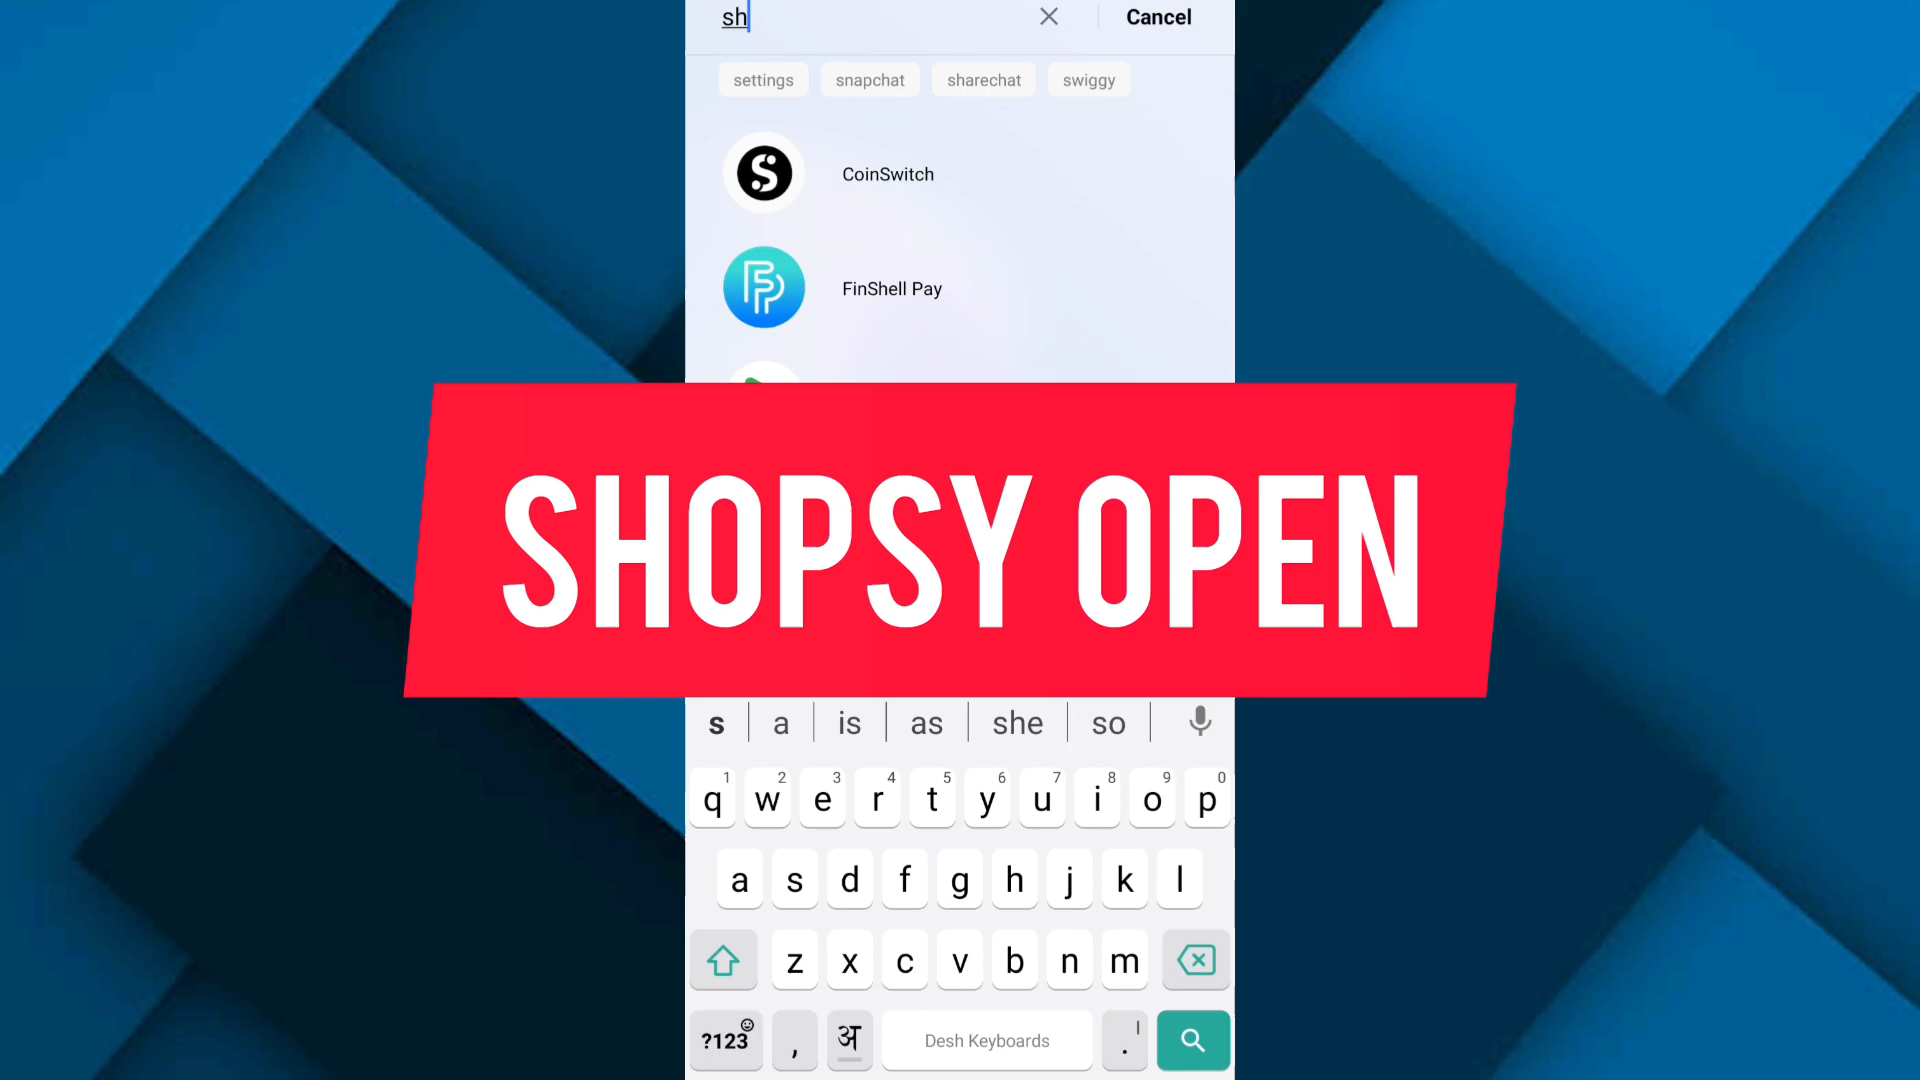 sh Cancel
settings snapchat sharechat swiggy
CoinSwitch
FinShell Pay
SHOPSY OPEN
s a is as she so
1 2 3 4 5 6 7 8 9 0
q w e r t y u i o p
a s d f g h j k l
z x c v b n m
?123 , अ Desh Keyboards . |